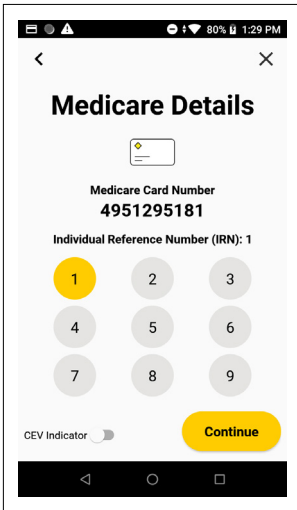 80% 1:29 PM
Medicare Details
Medicare Card Number
4951295181
Individual Reference Number (IRN): 1
1 2 3
4 5 6
7 8 9
CEV Indicator Continue